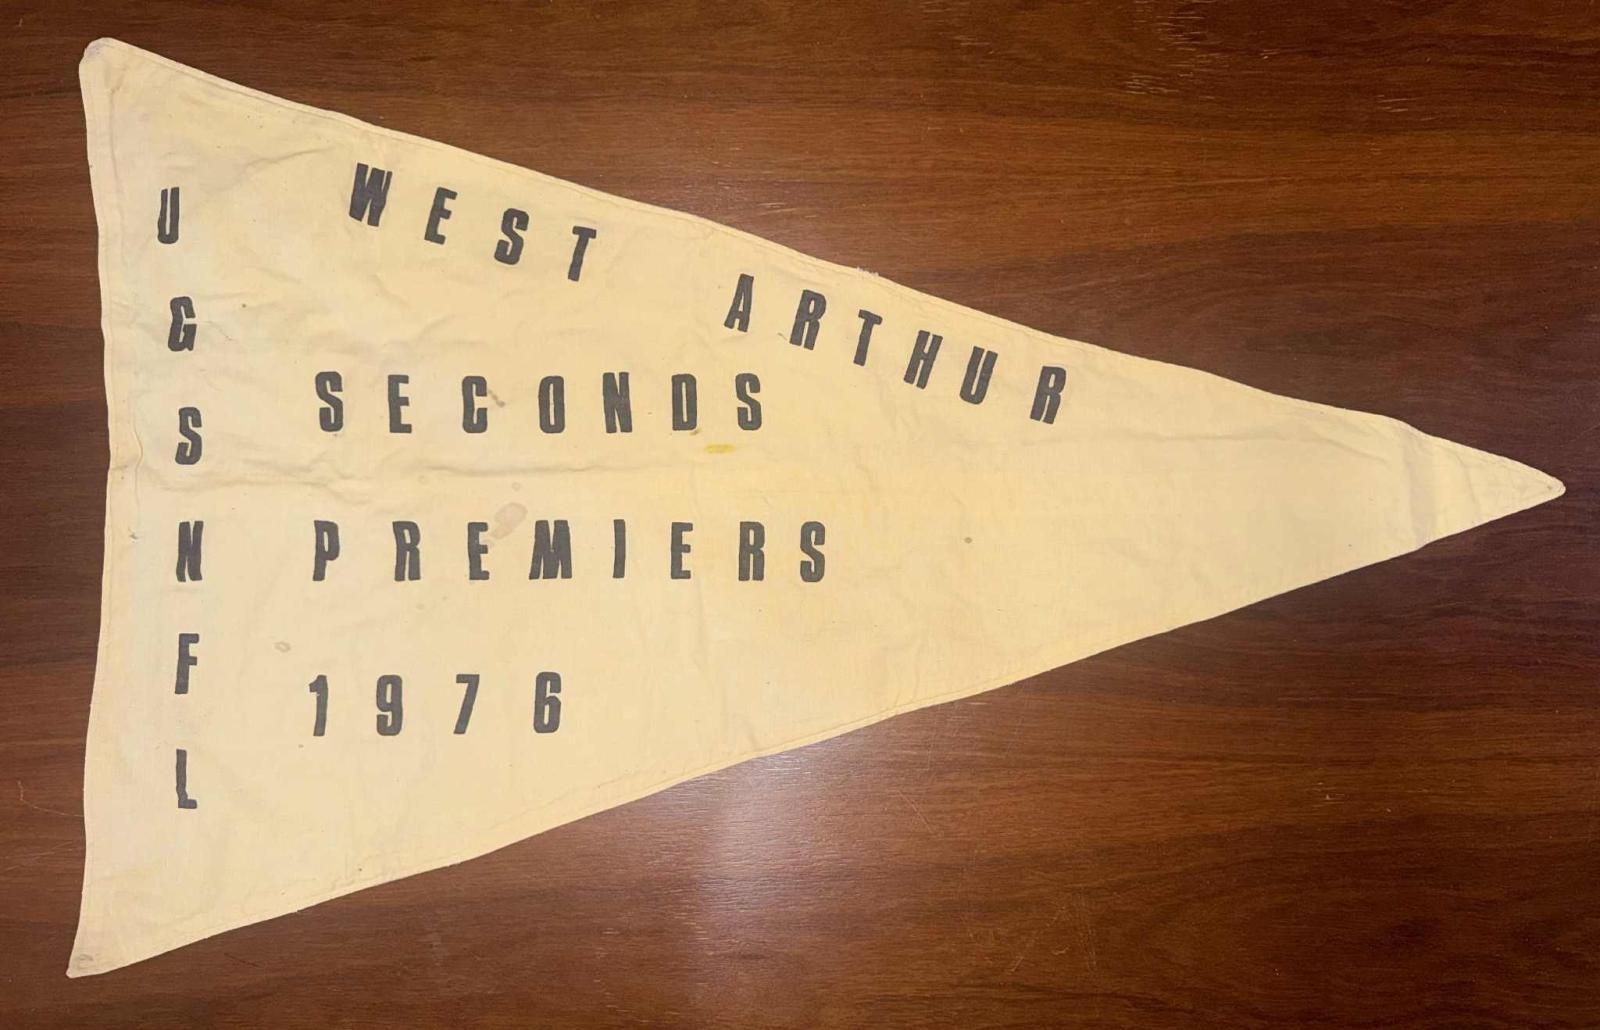 UGSNFL
WEST ARTHUR
SECONDS
PREMIERS
1976